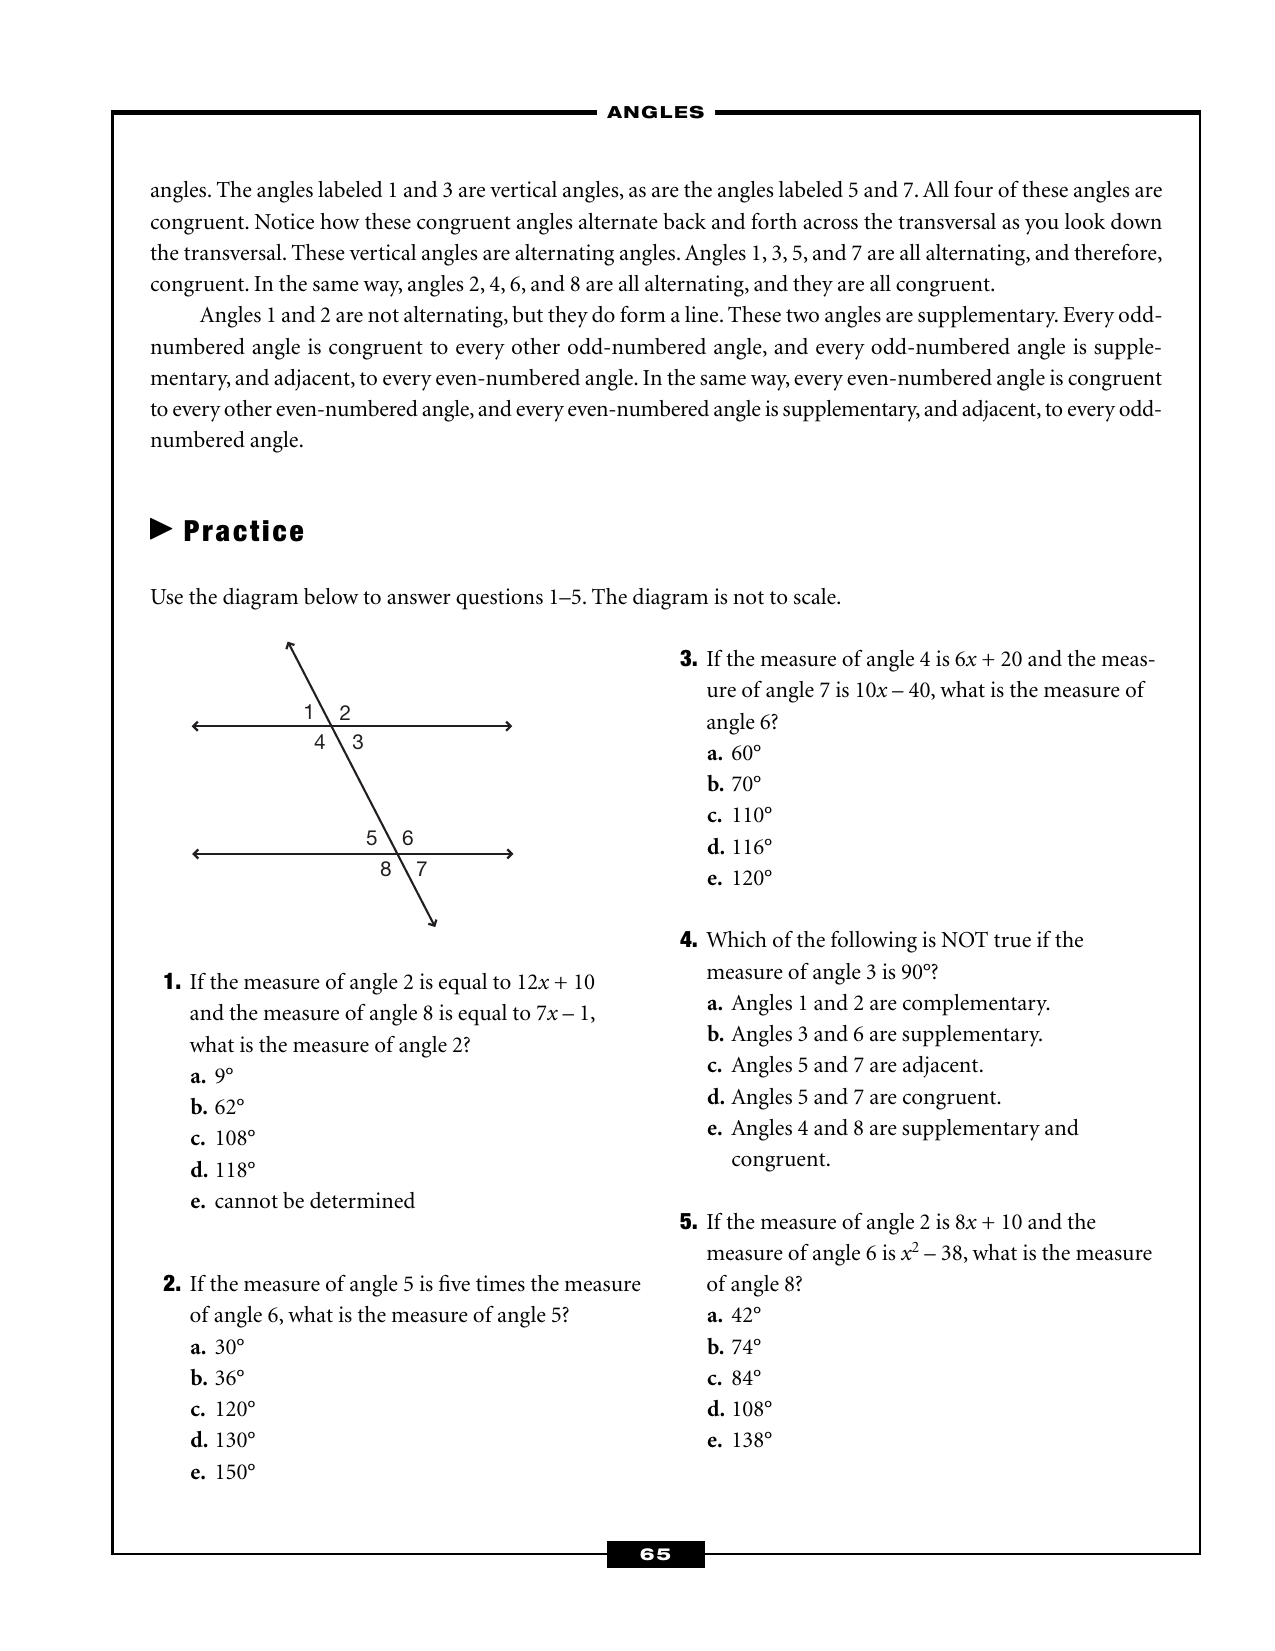 ANGLES
angles. The angles labeled 1 and 3 are vertical angles, as are the angles labeled 5 and 7. All four of these angles are
congruent. Notice how these congruent angles alternate back and forth across the transversal as you look down
the transversal. These vertical angles are alternating angles. Angles 1, 3, 5, and 7 are all alternating, and therefore,
congruent. In the same way, angles 2, 4, 6, and 8 are all alternating, and they are all congruent.
Angles 1 and 2 are not alternating, but they do form a line. These two angles are supplementary. Every odd-
numbered angle is congruent to every other odd-numbered angle, and every odd-numbered angle is supple-
mentary, and adjacent, to every even-numbered angle. In the same way, every even-numbered angle is congruent
to every other even-numbered angle, and every even-numbered angle is supplementary, and adjacent, to every odd-
numbered angle.
Practice
Use the diagram below to answer questions 1–5. The diagram is not to scale.
1 2
4 3
5 6
8 7
1. If the measure of angle 2 is equal to 12x + 10
and the measure of angle 8 is equal to 7x – 1,
what is the measure of angle 2?
a. 9°
b. 62°
c. 108°
d. 118°
e. cannot be determined
2. If the measure of angle 5 is five times the measure
of angle 6, what is the measure of angle 5?
a. 30°
b. 36°
c. 120°
d. 130°
e. 150°
3. If the measure of angle 4 is 6x + 20 and the meas-
ure of angle 7 is 10x – 40, what is the measure of
angle 6?
a. 60°
b. 70°
c. 110°
d. 116°
e. 120°
4. Which of the following is NOT true if the
measure of angle 3 is 90°?
a. Angles 1 and 2 are complementary.
b. Angles 3 and 6 are supplementary.
c. Angles 5 and 7 are adjacent.
d. Angles 5 and 7 are congruent.
e. Angles 4 and 8 are supplementary and
congruent.
5. If the measure of angle 2 is 8x + 10 and the
measure of angle 6 is x² – 38, what is the measure
of angle 8?
a. 42°
b. 74°
c. 84°
d. 108°
e. 138°
65